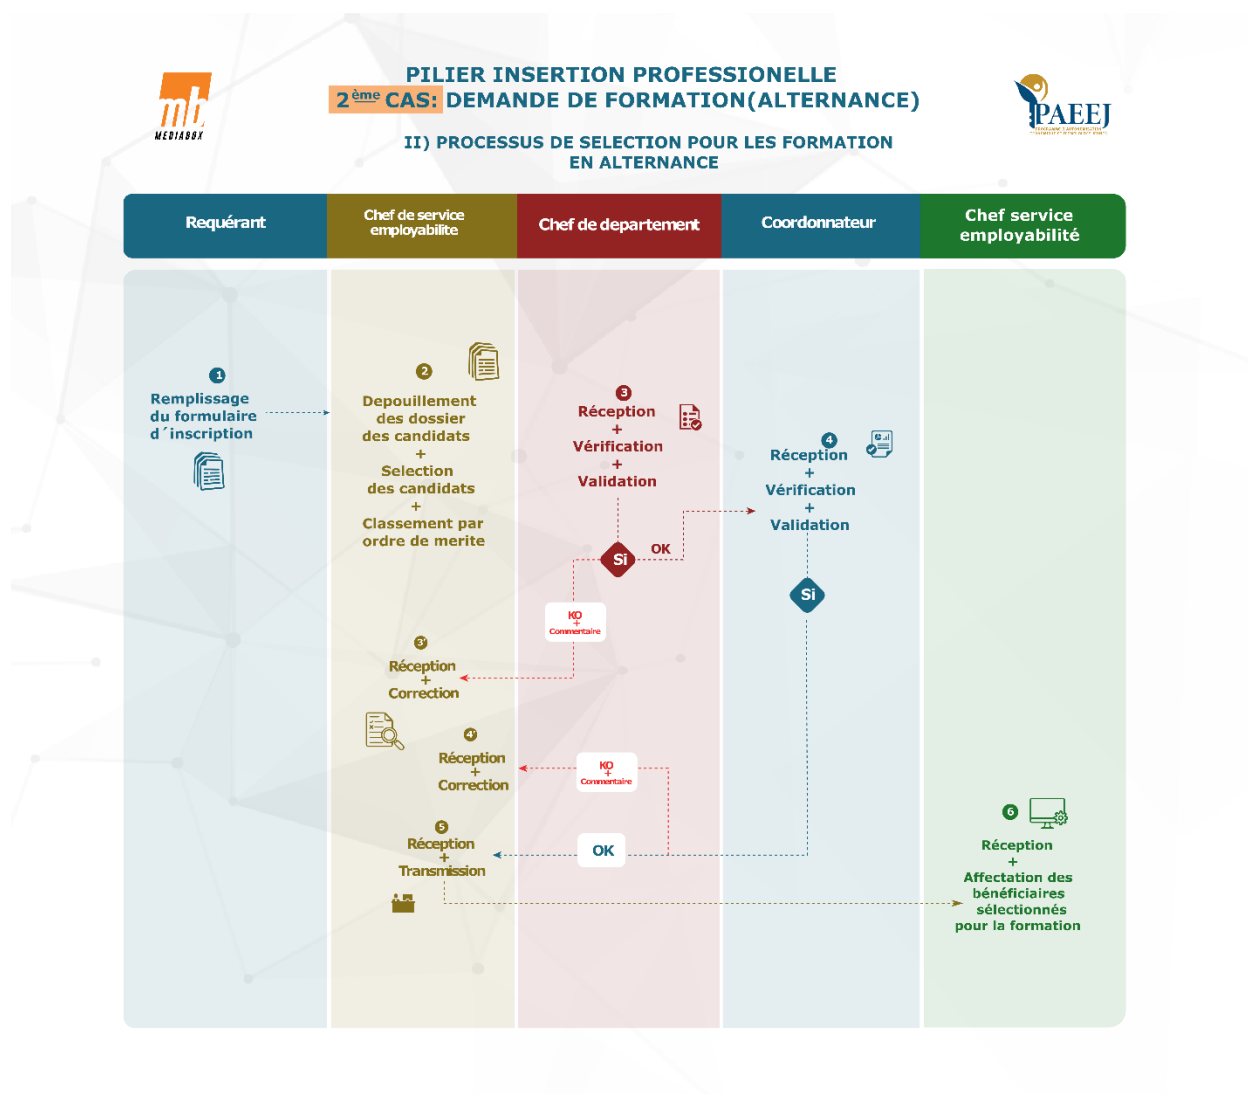 PILIER INSERTION PROFESSIONELLE
2ème CAS: DEMANDE DE FORMATION(ALTERNANCE)
II) PROCESSUS DE SELECTION POUR LES FORMATION
EN ALTERNANCE
mb
MEDIABOX
PAEEJ
Requérant
Chef de service
employabilite
Chef de departement
Coordonnateur
Chef service
employabilité
1
Remplissage
du formulaire
d´inscription
2
Depouillement
des dossier
des candidats
+
Selection
des candidats
+
Classement par
ordre de merite
3
Réception
+
Vérification
+
Validation
Si
OK
KO
+
Commentaire
4
Réception
+
Vérification
+
Validation
Si
3'
Réception
+
Correction
4'
Réception
+
Correction
KO
+
Commentaire
5
Réception
+
Transmission
OK
6
Réception
+
Affectation des
bénéficiaires
sélectionnés
pour la formation